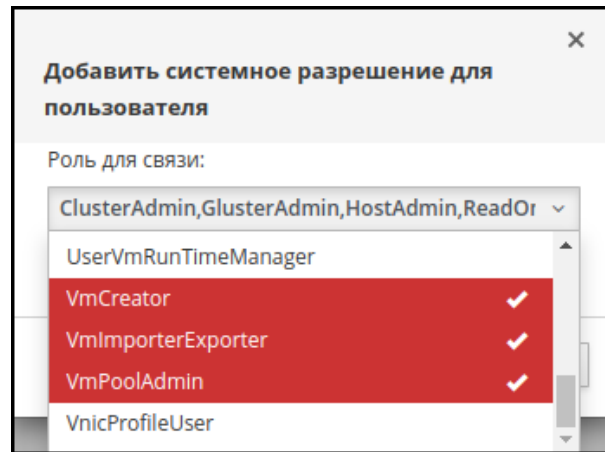 Добавить системное разрешение для
пользователя
Роль для связи:
ClusterAdmin,GlusterAdmin,HostAdmin,ReadOr
UserVmRunTimeManager
VmCreator
VmImporterExporter
VmPoolAdmin
VnicProfileUser